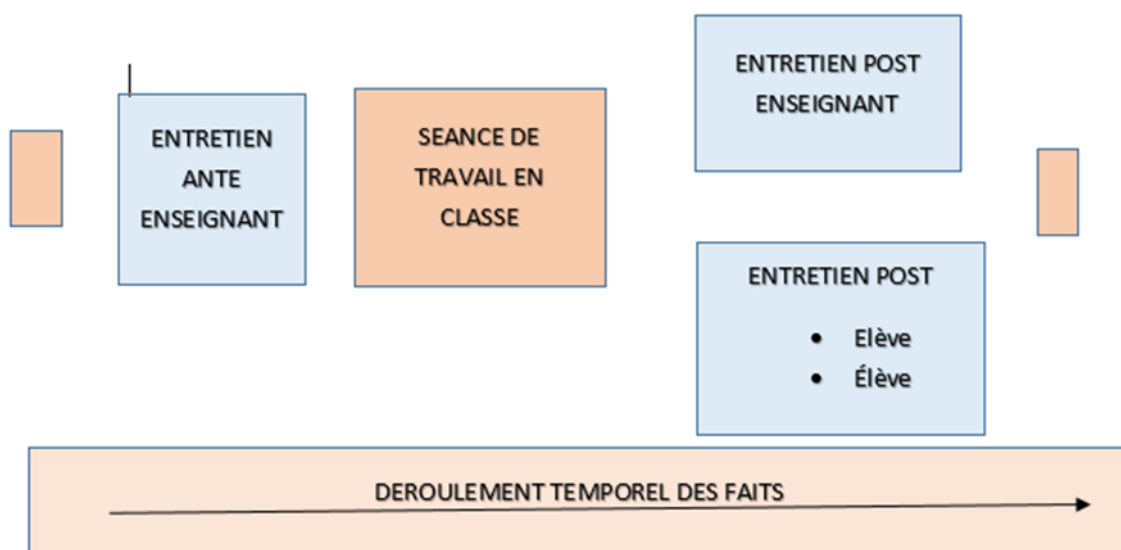 ENTRETIEN
ANTE
ENSEIGNANT
SEANCE DE
TRAVAIL EN
CLASSE
ENTRETIEN POST
ENSEIGNANT
ENTRETIEN POST
• Elève
• Élève
DEROULEMENT TEMPOREL DES FAITS